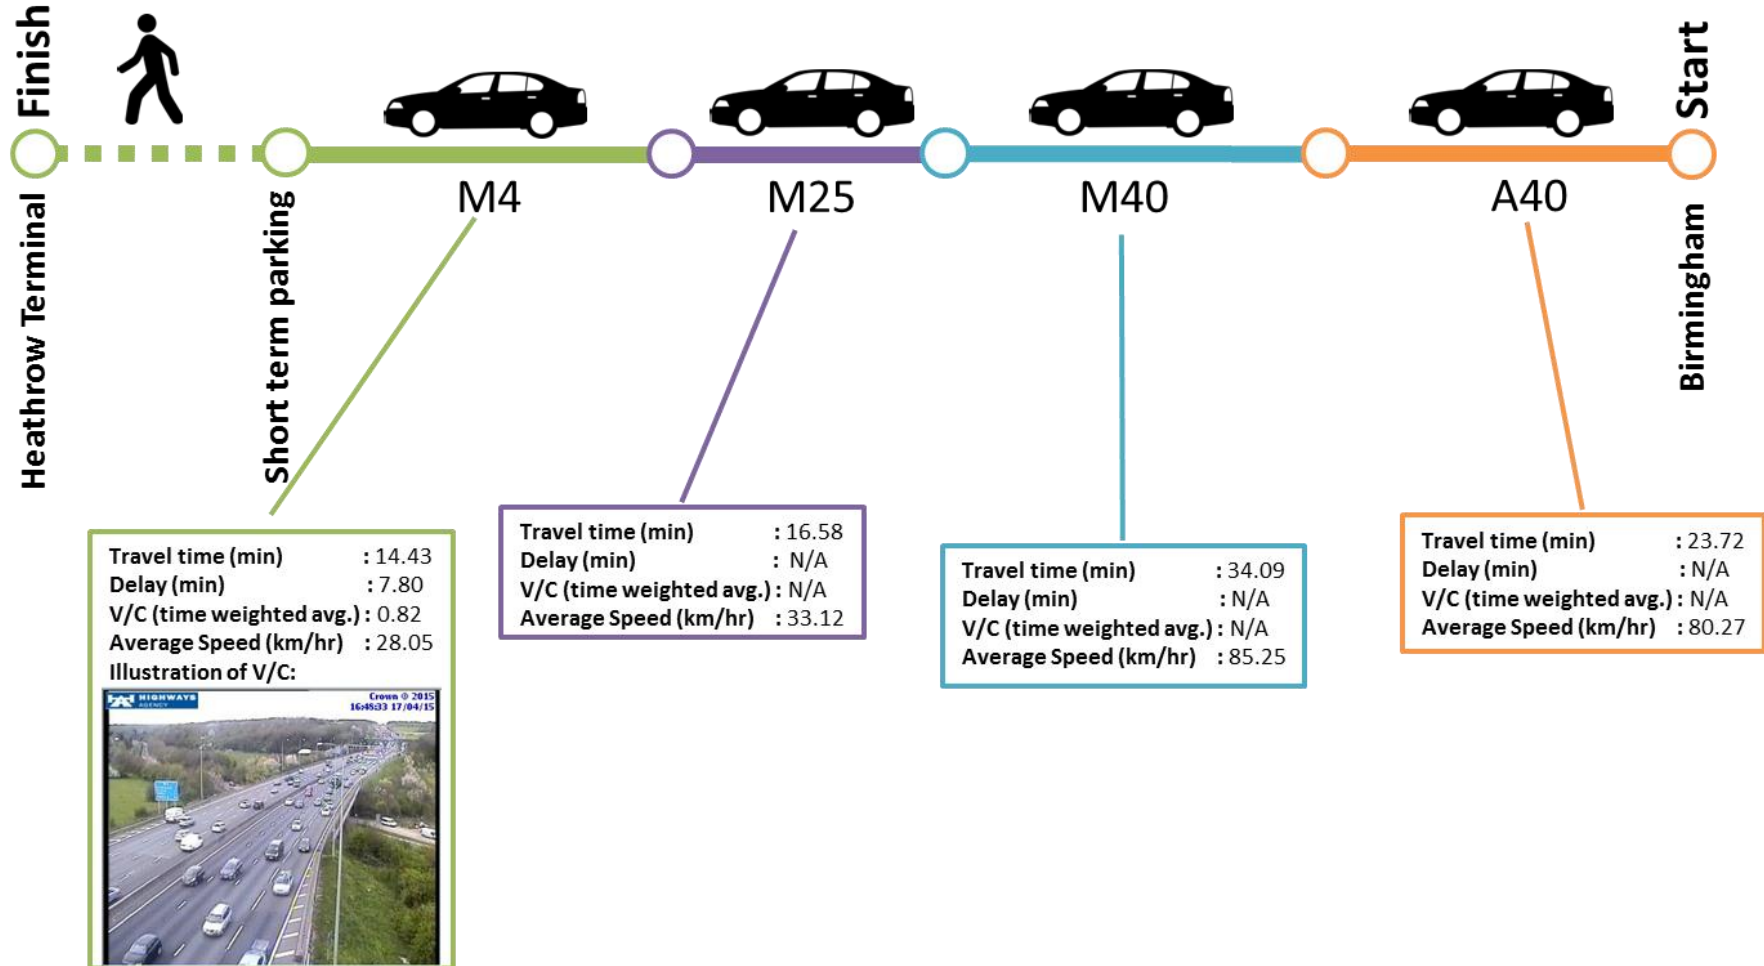 Finish
Start
M4
M25
M40
A40
Heathrow Terminal
Short term parking
Birmingham
Travel time (min) : 14.43
Delay (min) : 7.80
V/C (time weighted avg.) : 0.82
Average Speed (km/hr) : 28.05
Illustration of V/C:
HIGHWAYS
AGENCY
Crown © 2015
16:48:33 17/04/15
Travel time (min) : 16.58
Delay (min) : N/A
V/C (time weighted avg.) : N/A
Average Speed (km/hr) : 33.12
Travel time (min) : 34.09
Delay (min) : N/A
V/C (time weighted avg.) : N/A
Average Speed (km/hr) : 85.25
Travel time (min) : 23.72
Delay (min) : N/A
V/C (time weighted avg.) : N/A
Average Speed (km/hr) : 80.27